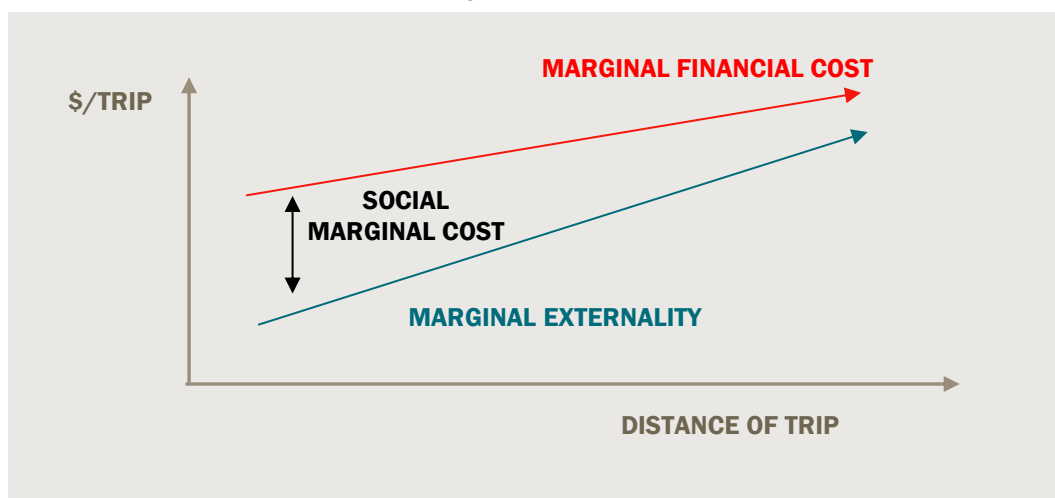 MARGINAL FINANCIAL COST
$/TRIP
SOCIAL
MARGINAL COST
MARGINAL EXTERNALITY
DISTANCE OF TRIP